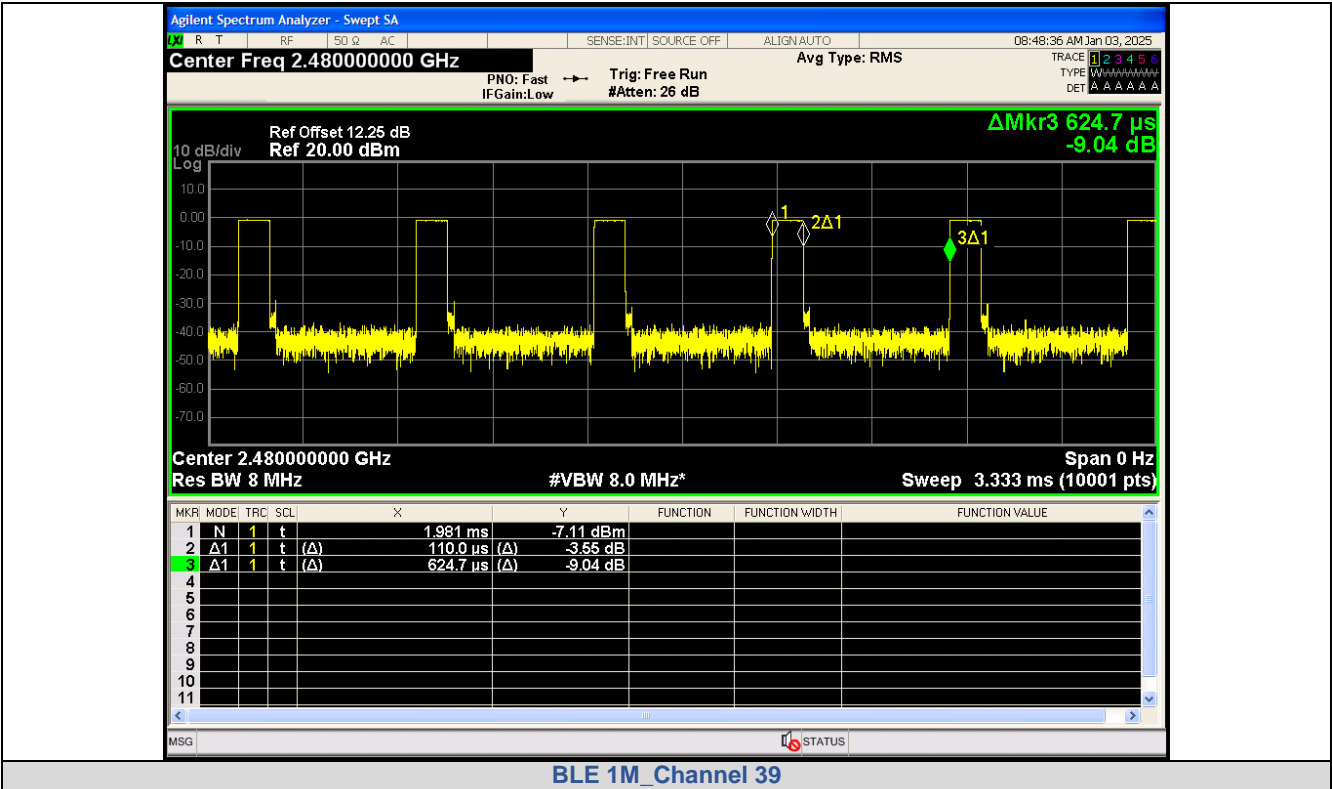 Agilent Spectrum Analyzer - Swept SA
LXI R T RF 50 Ω AC SENSE:INT SOURCE OFF ALIGN AUTO 08:48:36 AM Jan 03, 2025
Center Freq 2.480000000 GHz Avg Type: RMS TRACE 1 2 3 4 5 6
PNO: Fast Trig: Free Run TYPE WWWWWW
IFGain:Low #Atten: 26 dB DET A A A A A A
ΔMkr3 624.7 µs
-9.04 dB
Ref Offset 12.25 dB
10 dB/div Ref 20.00 dBm
Log
10.0
0.00
-10.0
-20.0
-30.0
-40.0
-50.0
-60.0
-70.0
1
2Δ1
3Δ1
Center 2.480000000 GHz Span 0 Hz
Res BW 8 MHz #VBW 8.0 MHz* Sweep 3.333 ms (10001 pts)
MKR MODE TRC SCL X Y FUNCTION FUNCTION WIDTH FUNCTION VALUE
1 N 1 t 1.981 ms -7.11 dBm
2 Δ1 1 t (Δ) 110.0 µs (Δ) -3.55 dB
3 Δ1 1 t (Δ) 624.7 µs (Δ) -9.04 dB
4
5
6
7
8
9
10
11
MSG STATUS
BLE 1M_Channel 39